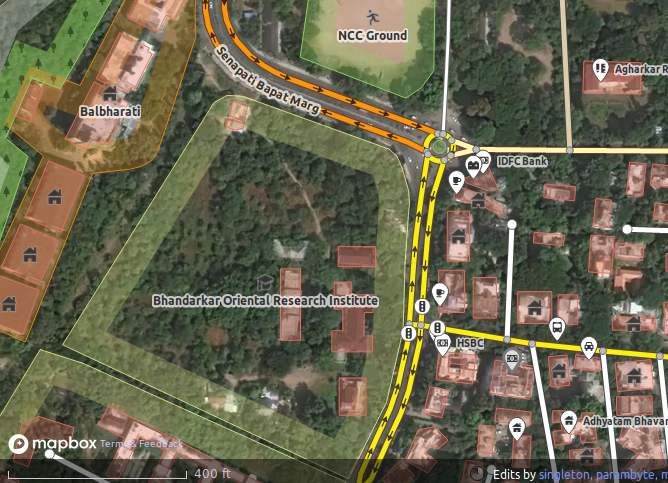 NCC Ground
Senapati Bapat Marg
Agharkar R
Balbharati
IDFC Bank
Bhandarkar Oriental Research Institute
HSBC
Adhyatam Bhavan
mapbox Terms & Feedback
400 ft
Edits by singleton, parambyte, m